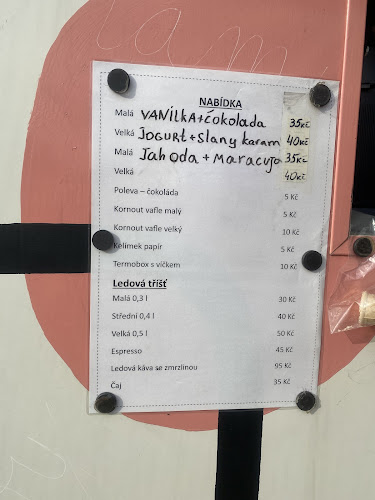 NABÍDKA
Malá VANILKA+ČOKOLADA 35Kč
Velká JOGURT+slany karam 40Kč
Malá Jahoda + Maracuja 35Kč
Velká 40Kč
Poleva – čokoláda 5 Kč
Kornout vafle malý 5 Kč
Kornout vafle velký 10 Kč
Kelímek papír 5 Kč
Termobox s víčkem 10 Kč
Ledová tříšť
Malá 0,3 l 30 Kč
Střední 0,4 l 40 Kč
Velká 0,5 l 50 Kč
Espresso 45 Kč
Ledová káva se zmrzlinou 95 Kč
Čaj 35 Kč